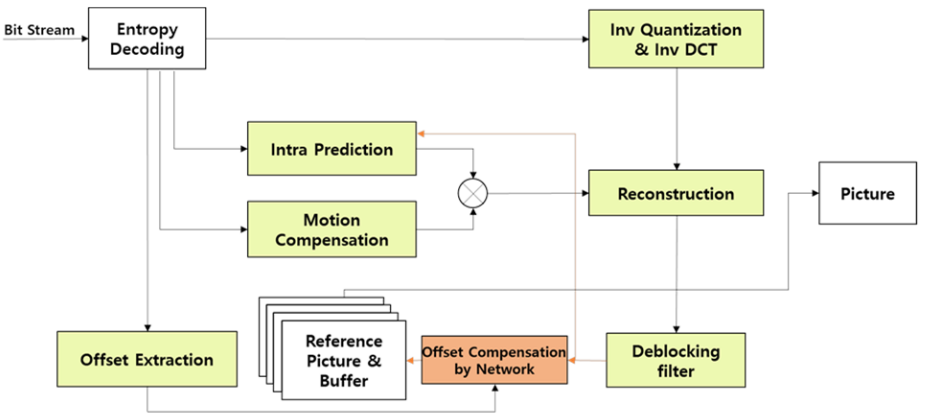 Bit Stream
Entropy
Decoding
Inv Quantization
& Inv DCT
Intra Prediction
Reconstruction
Picture
Motion
Compensation
Offset Extraction
Reference
Picture &
Buffer
Offset Compensation
by Network
Deblocking
filter